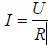 I = U/R